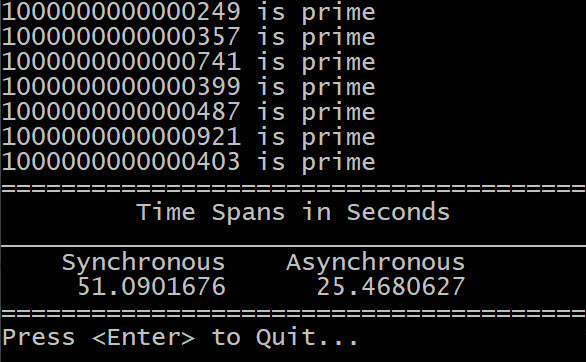 1000000000000249 is prime
1000000000000357 is prime
1000000000000741 is prime
1000000000000399 is prime
1000000000000487 is prime
1000000000000921 is prime
1000000000000403 is prime
=======================================
Time Spans in Seconds
_______________________________________
Synchronous Asynchronous
51.0901676 25.4680627
=======================================
Press <Enter> to Quit...